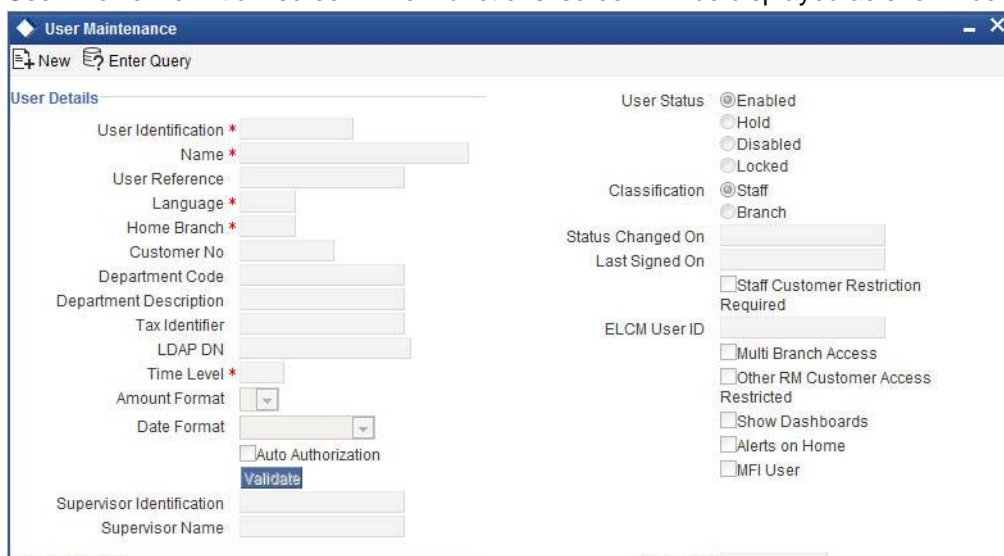 User Maintenance
New Enter Query
User Details
User Identification *
Name *
User Reference
Language *
Home Branch *
Customer No
Department Code
Department Description
Tax Identifier
LDAP DN
Time Level *
Amount Format
Date Format
Auto Authorization
Validate
Supervisor Identification
Supervisor Name
User Status
Enabled
Hold
Disabled
Locked
Classification
Staff
Branch
Status Changed On
Last Signed On
Staff Customer Restriction
Required
ELCM User ID
Multi Branch Access
Other RM Customer Access
Restricted
Show Dashboards
Alerts on Home
MFI User